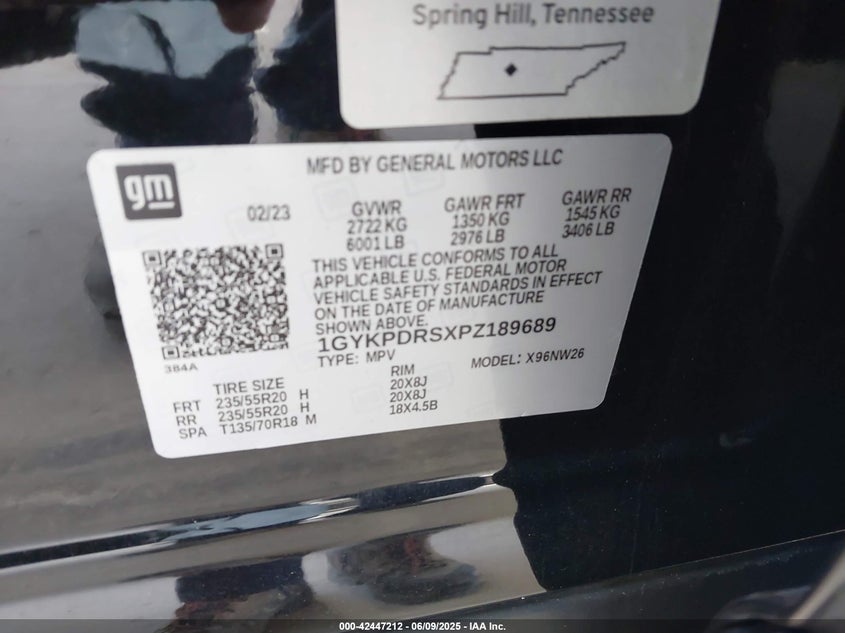 Spring Hill, Tennessee
gm
MFD BY GENERAL MOTORS LLC
02/23
GVWR
2722 KG
6001 LB
GAWR FRT
1350 KG
2976 LB
GAWR RR
1545 KG
3406 LB
THIS VEHICLE CONFORMS TO ALL
APPLICABLE U.S. FEDERAL MOTOR
VEHICLE SAFETY STANDARDS IN EFFECT
ON THE DATE OF MANUFACTURE
SHOWN ABOVE.
1GYKPDRSXPZ189689
TYPE: MPV
MODEL: X96NW26
384A
TIRE SIZE
RIM
FRT 235/55R20 H 20X8J
RR 235/55R20 H 20X8J
SPA T135/70R18 M 18X4.5B
000-42447212 - 06/09/2025 - IAA Inc.